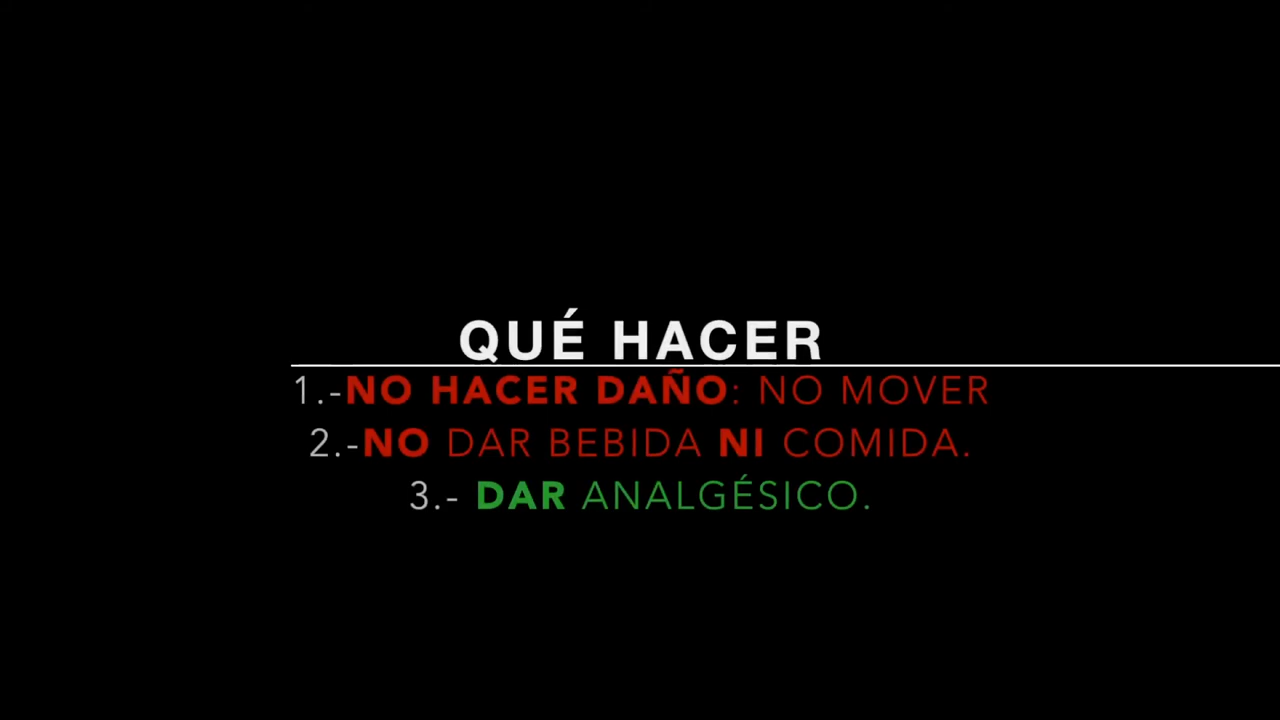 QUÉ HACER
1.-NO HACER DAÑO: NO MOVER
2.-NO DAR BEBIDA NI COMIDA.
3.- DAR ANALGÉSICO.